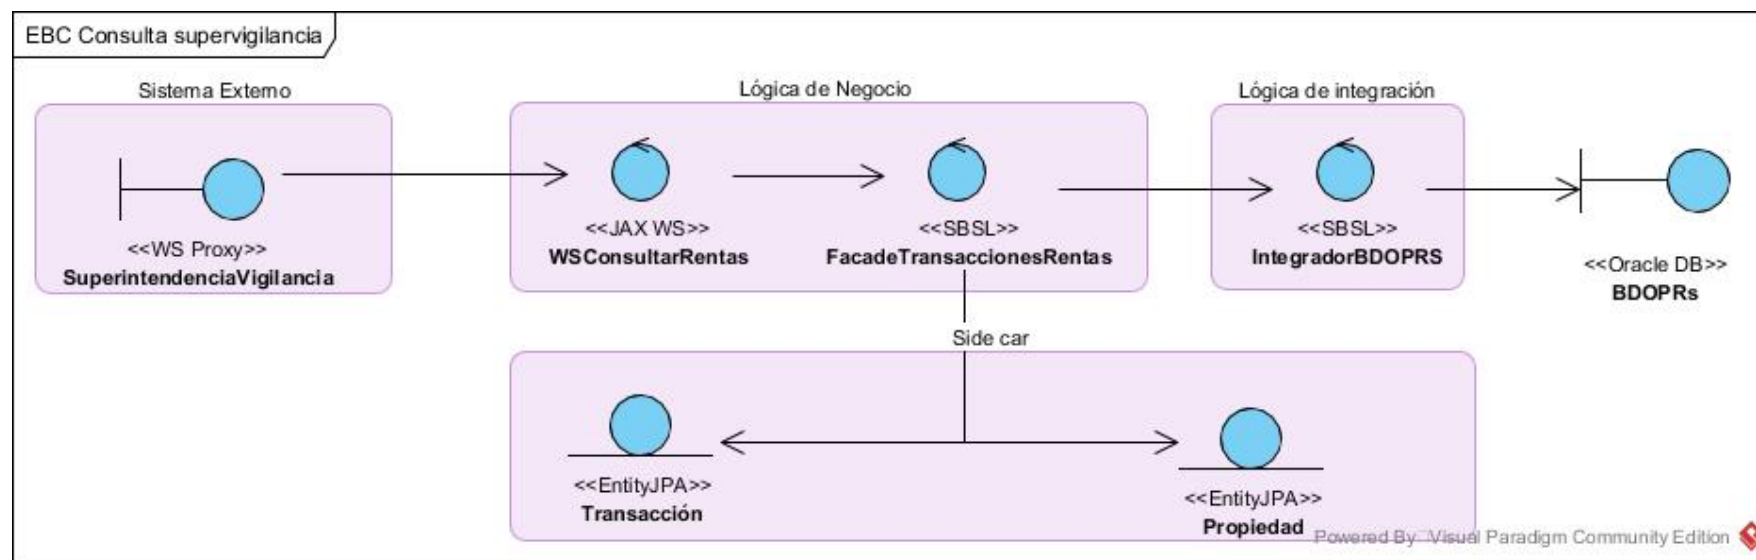 EBC Consulta supervigilancia
Sistema Externo
Lógica de Negocio
Lógica de integración
<<WS Proxy>>
SuperintendenciaVigilancia
<<JAX WS>>
WSConsultarRentas
<<SBSL>>
FacadeTransaccionesRentas
<<SBSL>>
IntegradorBDOPRS
<<Oracle DB>>
BDOPRs
Side car
<<EntityJPA>>
Transacción
<<EntityJPA>>
Propiedad
Powered By Visual Paradigm Community Edition